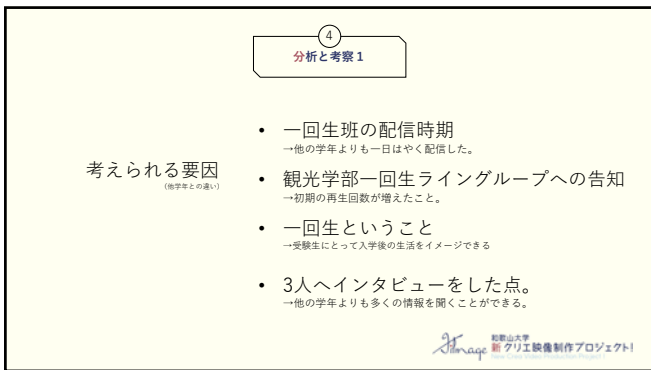 4
分析と考察1
考えられる要因
(他学年との違い)
• 一回生班の配信時期
→他の学年よりも一日はやく配信した。
• 観光学部一回生ライングループへの告知
→初期の再生回数が増えたこと。
• 一回生ということ
→受験生にとって入学後の生活をイメージできる
• 3人へインタビューをした点。
→他の学年よりも多くの情報を聞くことができる。
和歌山大学
新クリエ映像制作プロジェクト!
New Crea Video Production Project !